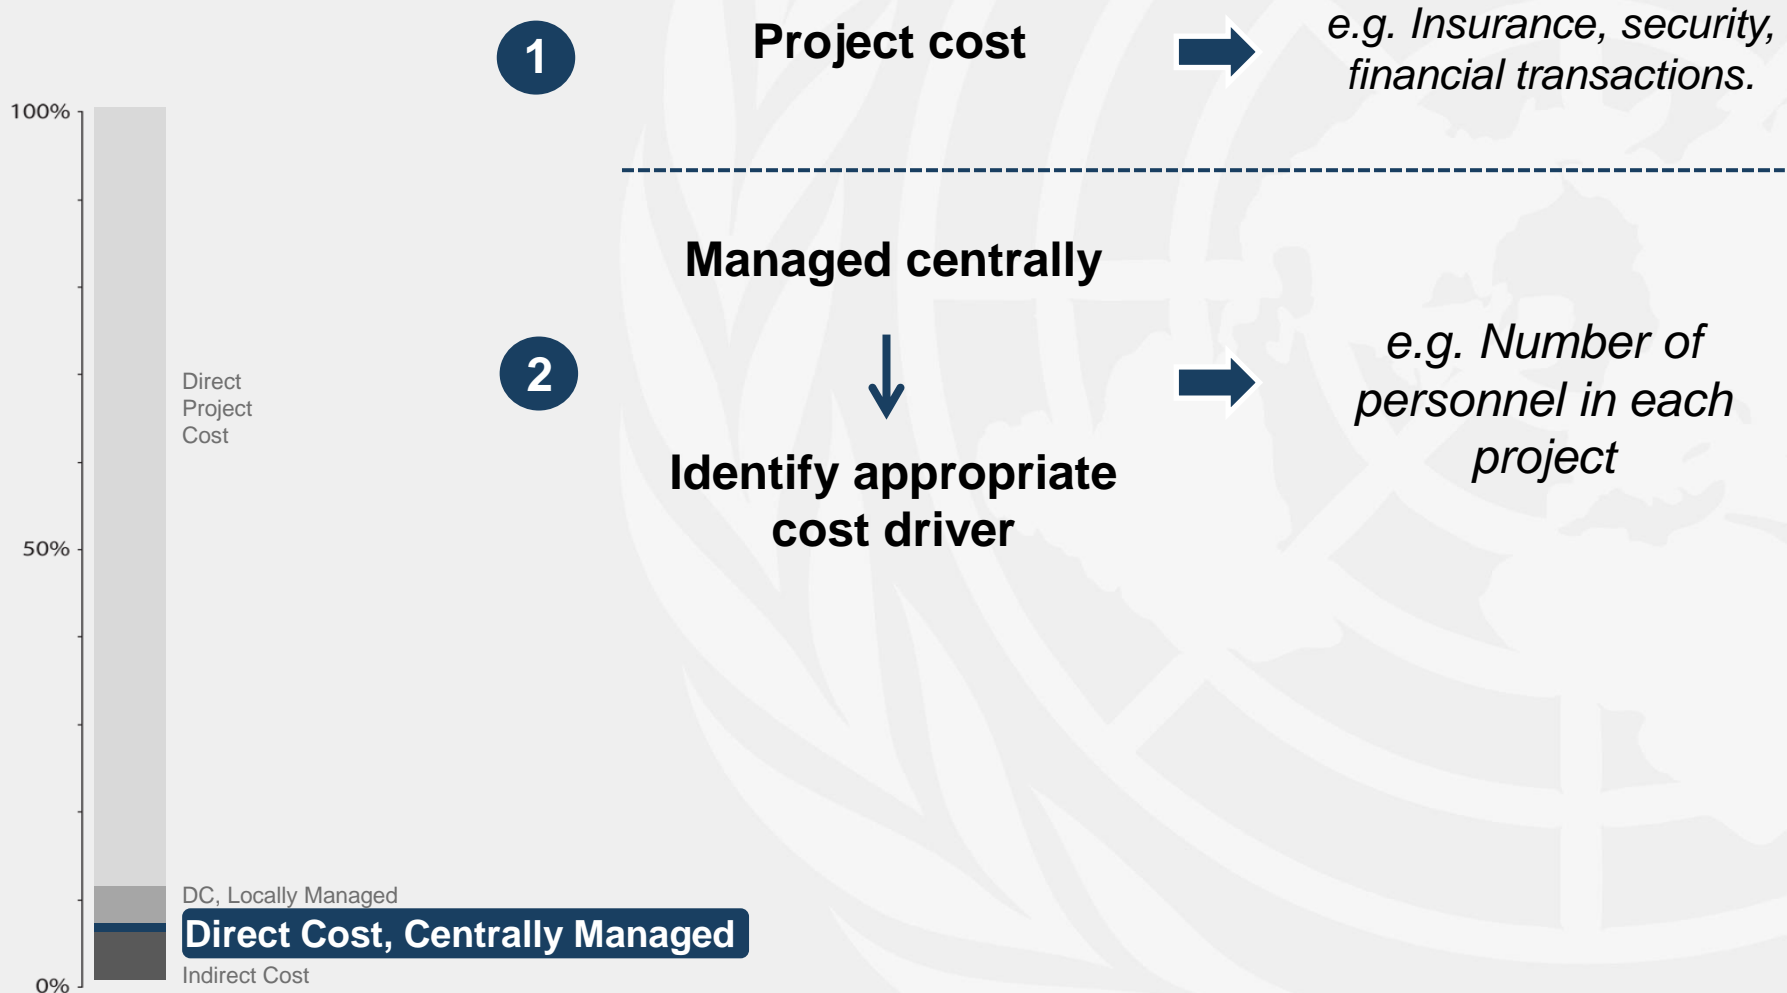 1
Project cost
e.g. Insurance, security,
financial transactions.
100%
Managed centrally
2
e.g. Number of
personnel in each
project
Direct
Project
Cost
Identify appropriate
cost driver
50%
DC, Locally Managed
Direct Cost, Centrally Managed
Indirect Cost
0%